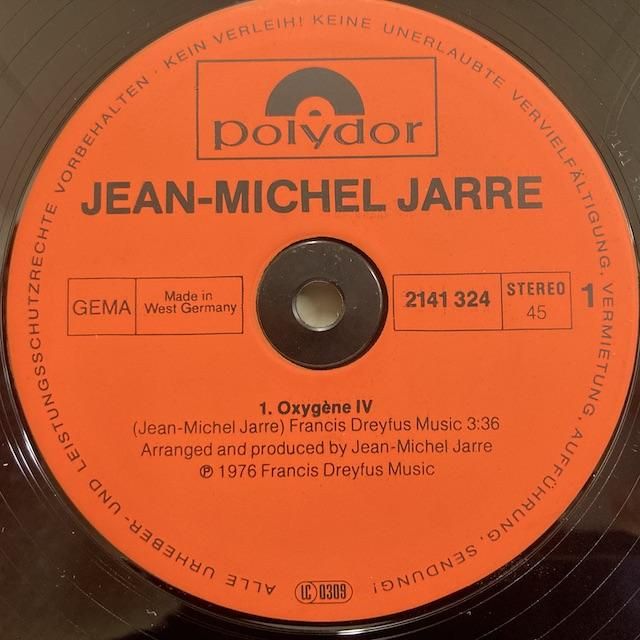 ALLE URHEBER- UND LEISTUNGSSCHUTZRECHTE VORBEHALTEN · KEIN VERLEIH! KEINE UNERLAUBTE VERVIELFÄLTIGUNG, VERMIETUNG, AUFFÜHRUNG, SENDUNG!
polydor
JEAN-MICHEL JARRE
GEMA
Made in
West Germany
2141 324
STEREO
45
1
1. Oxygène IV
(Jean-Michel Jarre) Francis Dreyfus Music 3:36
Arranged and produced by Jean-Michel Jarre
℗ 1976 Francis Dreyfus Music
LC 0309